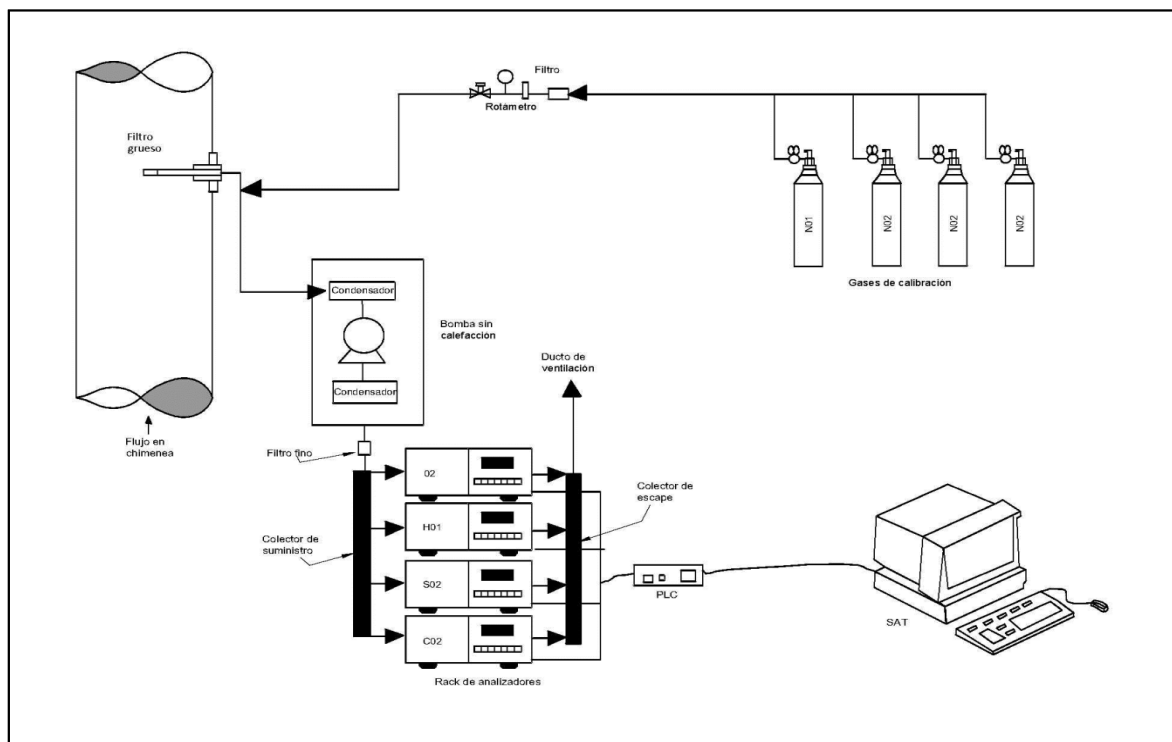 Filtro
Rotámetro
Filtro
grueso
N01
N02
N02
N02
Gases de calibración
Condensador
Bomba sin
calefacción
Condensador
Ducto de
ventilación
Flujo en
chimenea
Filtro fino
02
Colector de
escape
H01
Colector de
suministro
S02
PLC
SAT
C02
Rack de analizadores